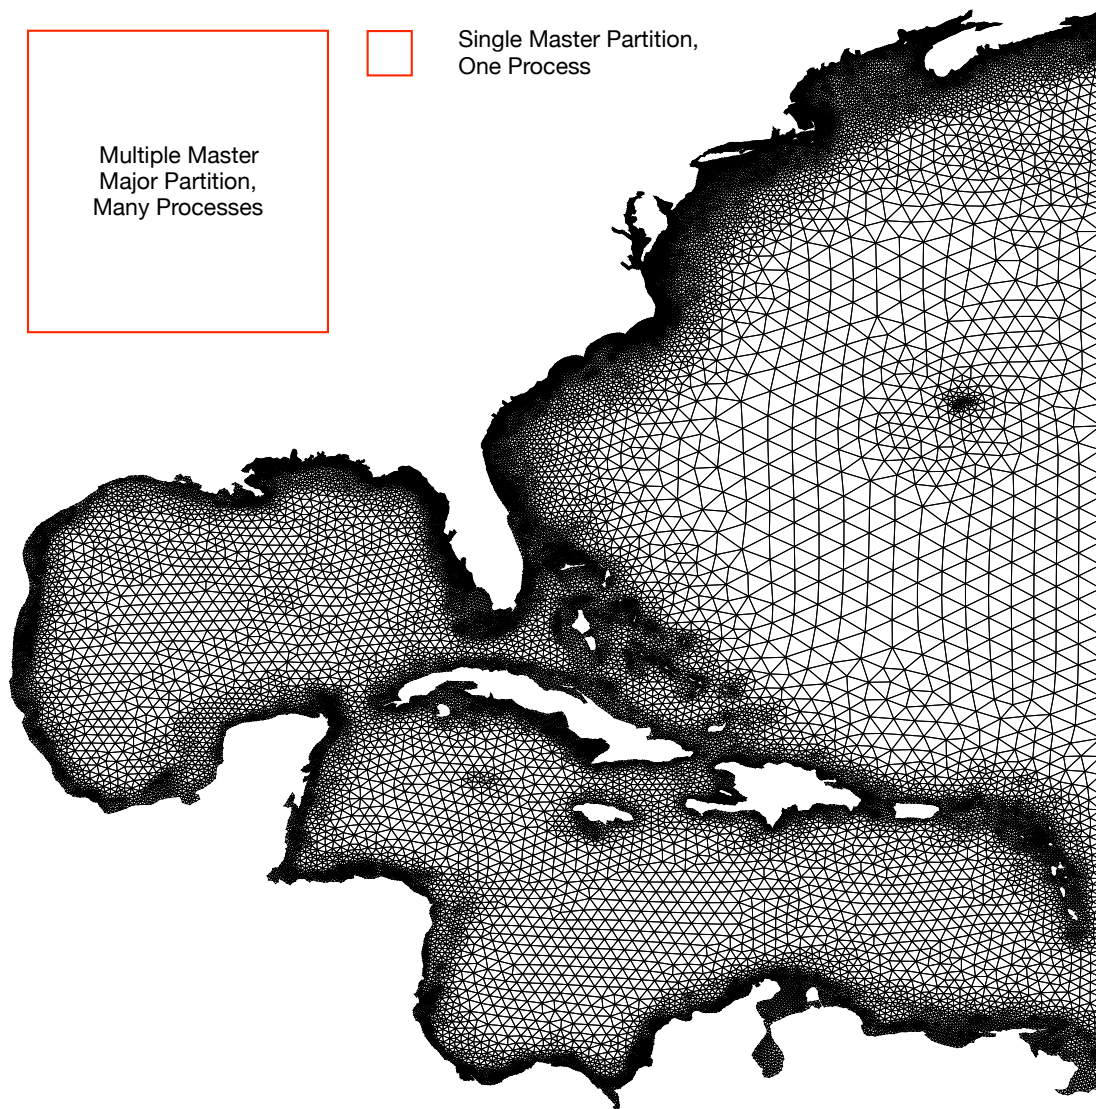 Single Master Partition,
One Process
Multiple Master
Major Partition,
Many Processes